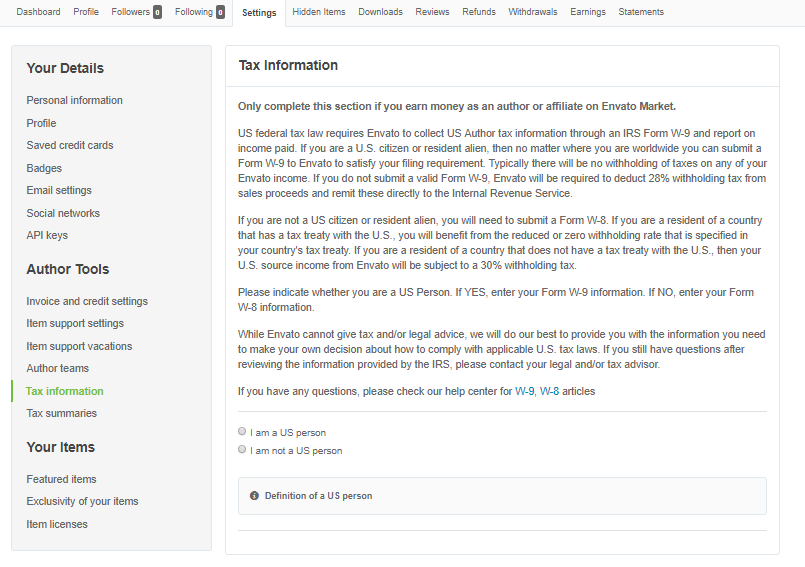 Dashboard Profile Followers 0 Following 0 Settings Hidden Items Downloads Reviews Refunds Withdrawals Earnings Statements
Your Details
Personal information
Profile
Saved credit cards
Badges
Email settings
Social networks
API keys
Author Tools
Invoice and credit settings
Item support settings
Item support vacations
Author teams
Tax information
Tax summaries
Your Items
Featured items
Exclusivity of your items
Item licenses
Tax Information
Only complete this section if you earn money as an author or affiliate on Envato Market.
US federal tax law requires Envato to collect US Author tax information through an IRS Form W-9 and report on
income paid. If you are a U.S. citizen or resident alien, then no matter where you are worldwide you can submit a
Form W-9 to Envato to satisfy your filing requirement. Typically there will be no withholding of taxes on any of your
Envato income. If you do not submit a valid Form W-9, Envato will be required to deduct 28% withholding tax from
sales proceeds and remit these directly to the Internal Revenue Service.
If you are not a US citizen or resident alien, you will need to submit a Form W-8. If you are a resident of a country
that has a tax treaty with the U.S., you will benefit from the reduced or zero withholding rate that is specified in
your country's tax treaty. If you are a resident of a country that does not have a tax treaty with the U.S., then your
U.S. source income from Envato will be subject to a 30% withholding tax.
Please indicate whether you are a US Person. If YES, enter your Form W-9 information. If NO, enter your Form
W-8 information.
While Envato cannot give tax and/or legal advice, we will do our best to provide you with the information you need
to make your own decision about how to comply with applicable U.S. tax laws. If you still have questions after
reviewing the information provided by the IRS, please contact your legal and/or tax advisor.
If you have any questions, please check our help center for W-9, W-8 articles
I am a US person
I am not a US person
Definition of a US person